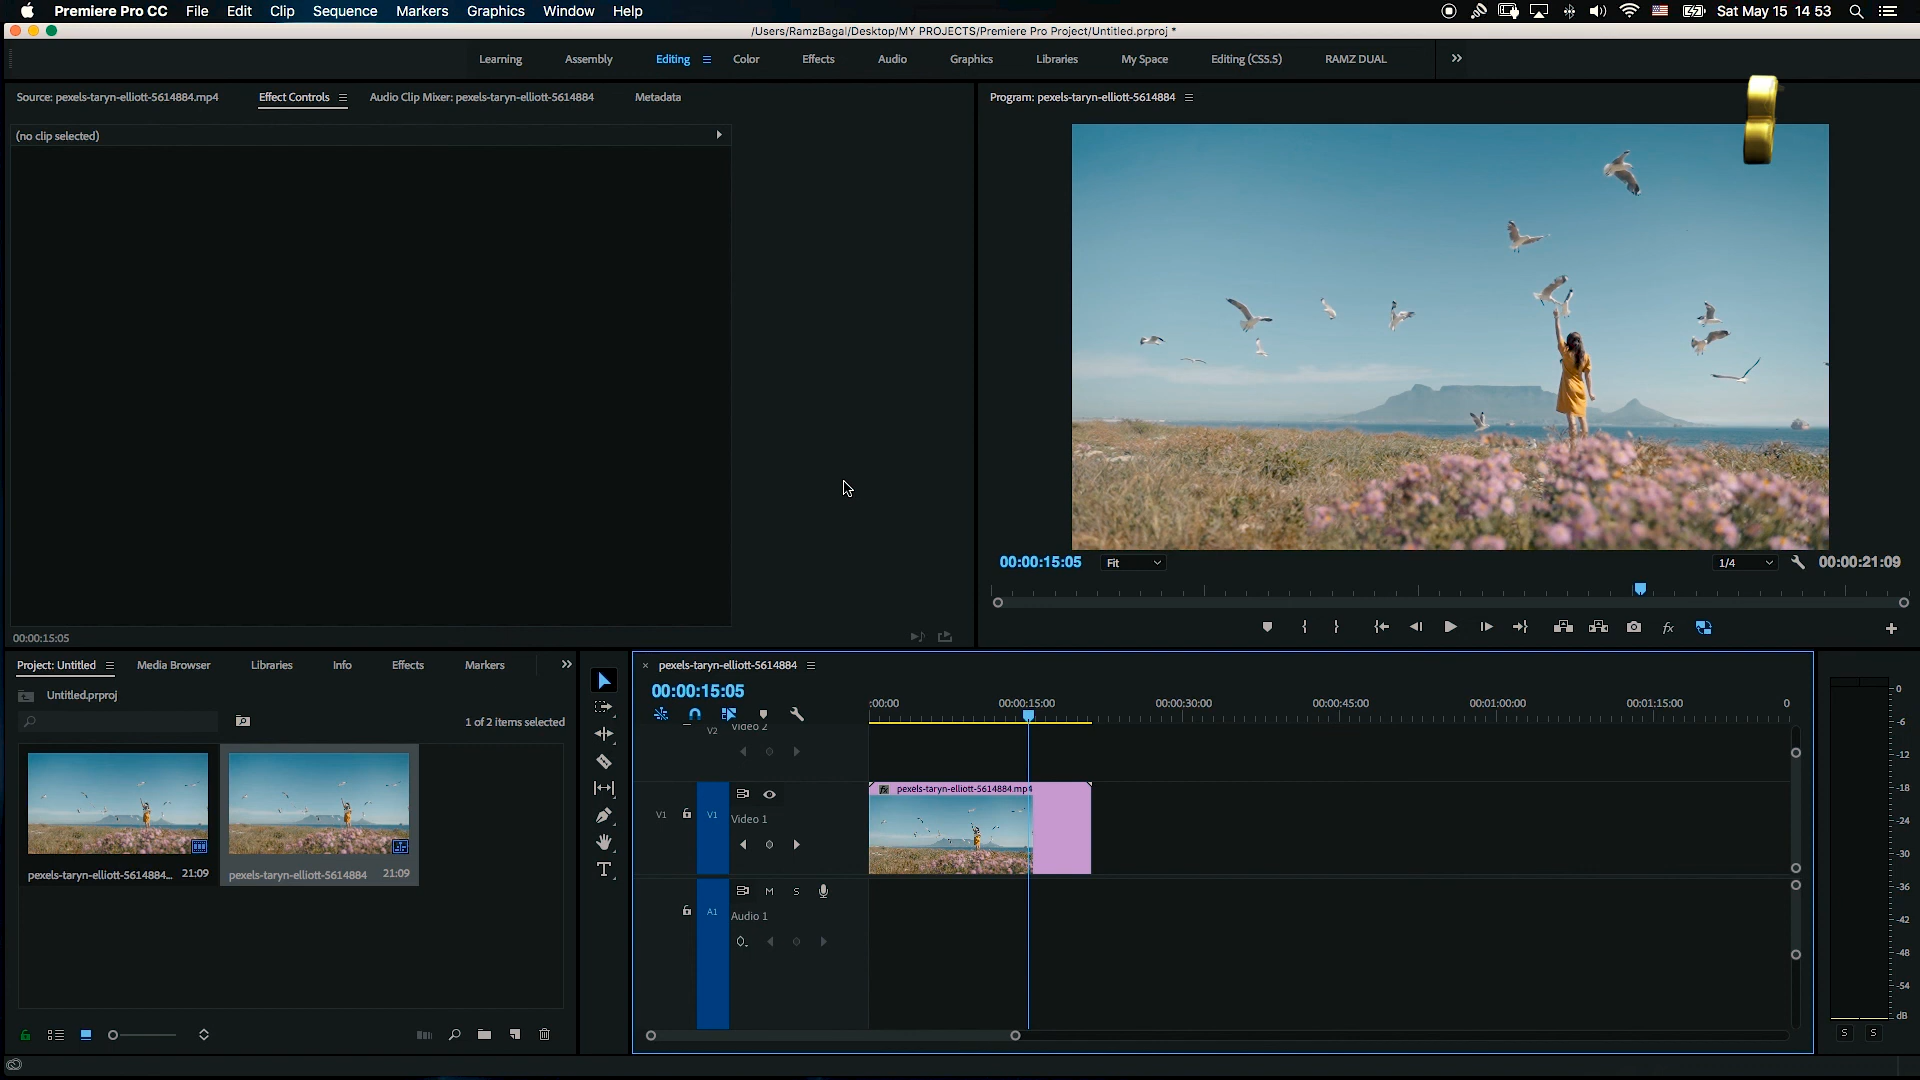 Premiere Pro CC File Edit Clip Sequence Markers Graphics Window Help Sat May 15 14 53
/Users/RamzBagal/Desktop/MY PROJECTS/Premiere Pro Project/Untitled.prproj *
Learning Assembly Editing Color Effects Audio Graphics Libraries My Space Editing (CS5.5) RAMZ DUAL
Source: pexels-taryn-elliott-5614884.mp4 Effect Controls Audio Clip Mixer: pexels-taryn-elliott-5614884 Metadata
Program: pexels-taryn-elliott-5614884
(no clip selected)
00:00:15:05 Fit 1/4 00:00:21:09
00:00:15:05
Project: Untitled Media Browser Libraries Info Effects Markers
Untitled.prproj
1 of 2 items selected
pexels-taryn-elliott-5614884... 21:09
pexels-taryn-elliott-5614884 21:09
pexels-taryn-elliott-5614884
00:00:15:05
:00:00 00:00:15:00 00:00:30:00 00:00:45:00 00:01:00:00 00:01:15:00 0
V2 Video 2
fx pexels-taryn-elliott-5614884.mp4
V1 V1 Video 1
M S
A1 Audio 1
0
-6
-12
-18
-24
-30
-36
-42
-48
-54
dB
S S